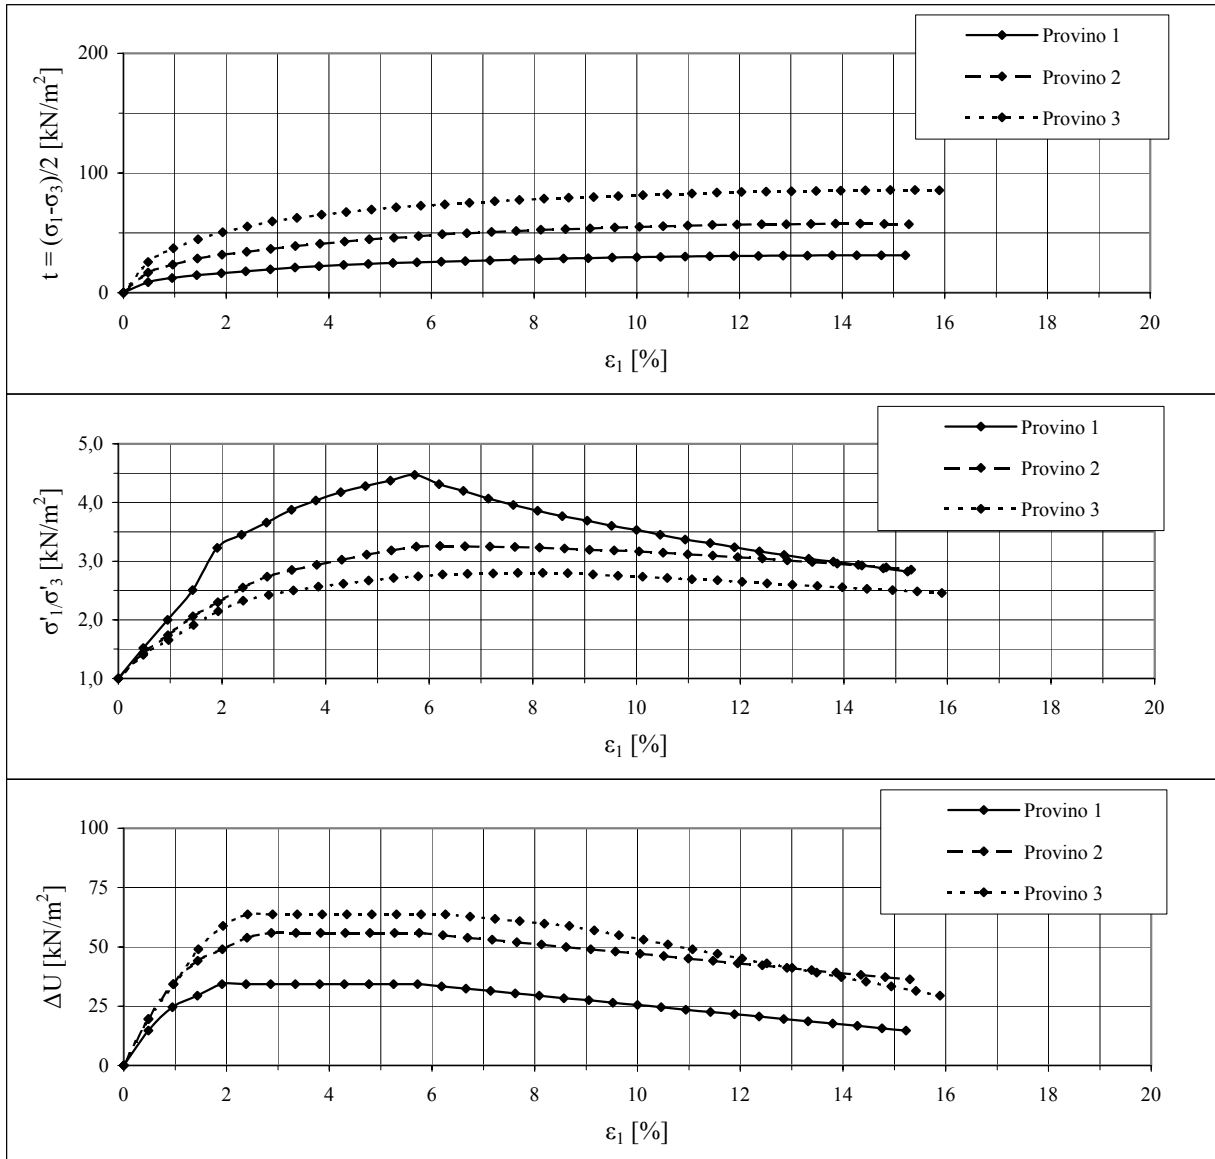 Provino 1
Provino 2
Provino 3
t = (σ₁-σ₃)/2 [kN/m²]
200
100
0
0 2 4 6 8 10 12 14 16 18 20
ε₁ [%]
Provino 1
Provino 2
Provino 3
σ'₁/σ'₃ [kN/m²]
5,0
4,0
3,0
2,0
1,0
0 2 4 6 8 10 12 14 16 18 20
ε₁ [%]
Provino 1
Provino 2
Provino 3
ΔU [kN/m²]
100
75
50
25
0
0 2 4 6 8 10 12 14 16 18 20
ε₁ [%]